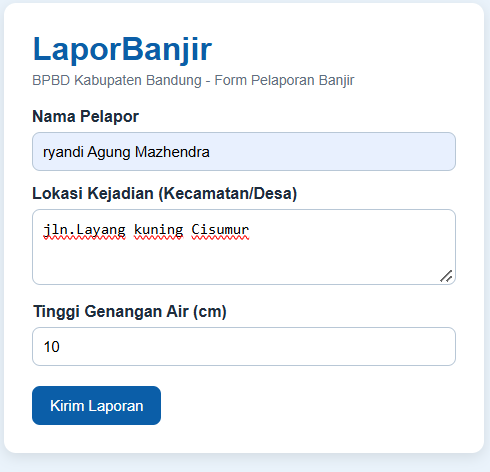 LaporBanjir
BPBD Kabupaten Bandung - Form Pelaporan Banjir
Nama Pelapor
ryandi Agung Mazhendra
Lokasi Kejadian (Kecamatan/Desa)
jln.Layang kuning Cisumur
Tinggi Genangan Air (cm)
10
Kirim Laporan